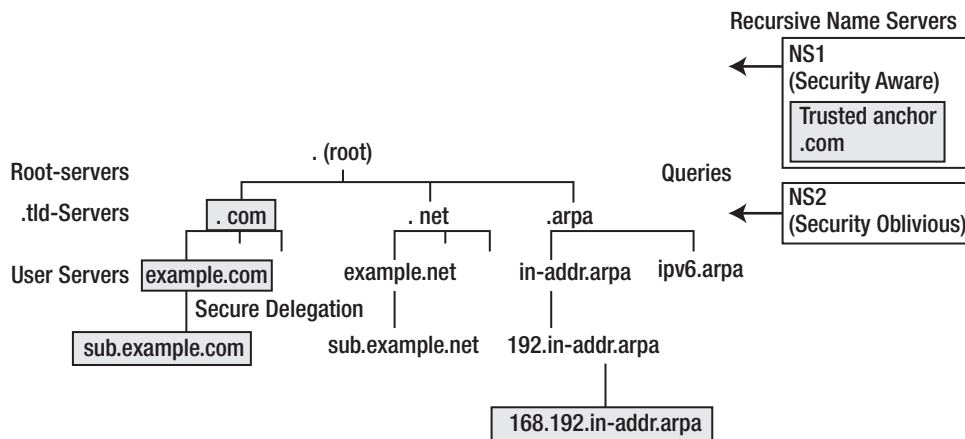 Recursive Name Servers
NS1
(Security Aware)
Trusted anchor
.com
. (root)
Root-servers
Queries
.tld-Servers
. com
. net
.arpa
NS2
(Security Oblivious)
User Servers
example.com
example.net
in-addr.arpa
ipv6.arpa
Secure Delegation
sub.example.com
sub.example.net
192.in-addr.arpa
168.192.in-addr.arpa